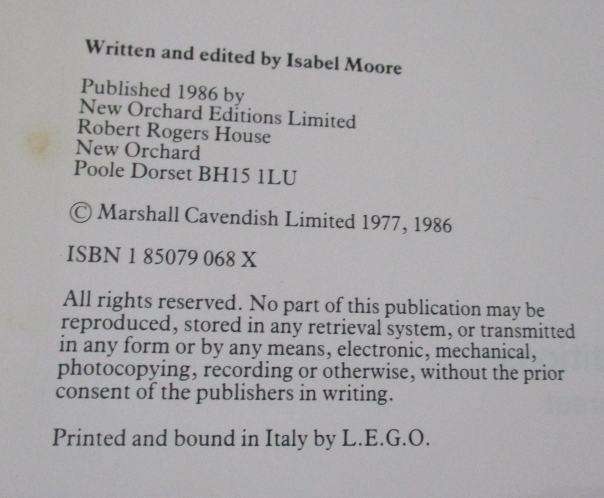 Written and edited by Isabel Moore
Published 1986 by
New Orchard Editions Limited
Robert Rogers House
New Orchard
Poole Dorset BH15 1LU
© Marshall Cavendish Limited 1977, 1986
ISBN 1 85079 068 X
All rights reserved. No part of this publication may be
reproduced, stored in any retrieval system, or transmitted
in any form or by any means, electronic, mechanical,
photocopying, recording or otherwise, without the prior
consent of the publishers in writing.
Printed and bound in Italy by L.E.G.O.